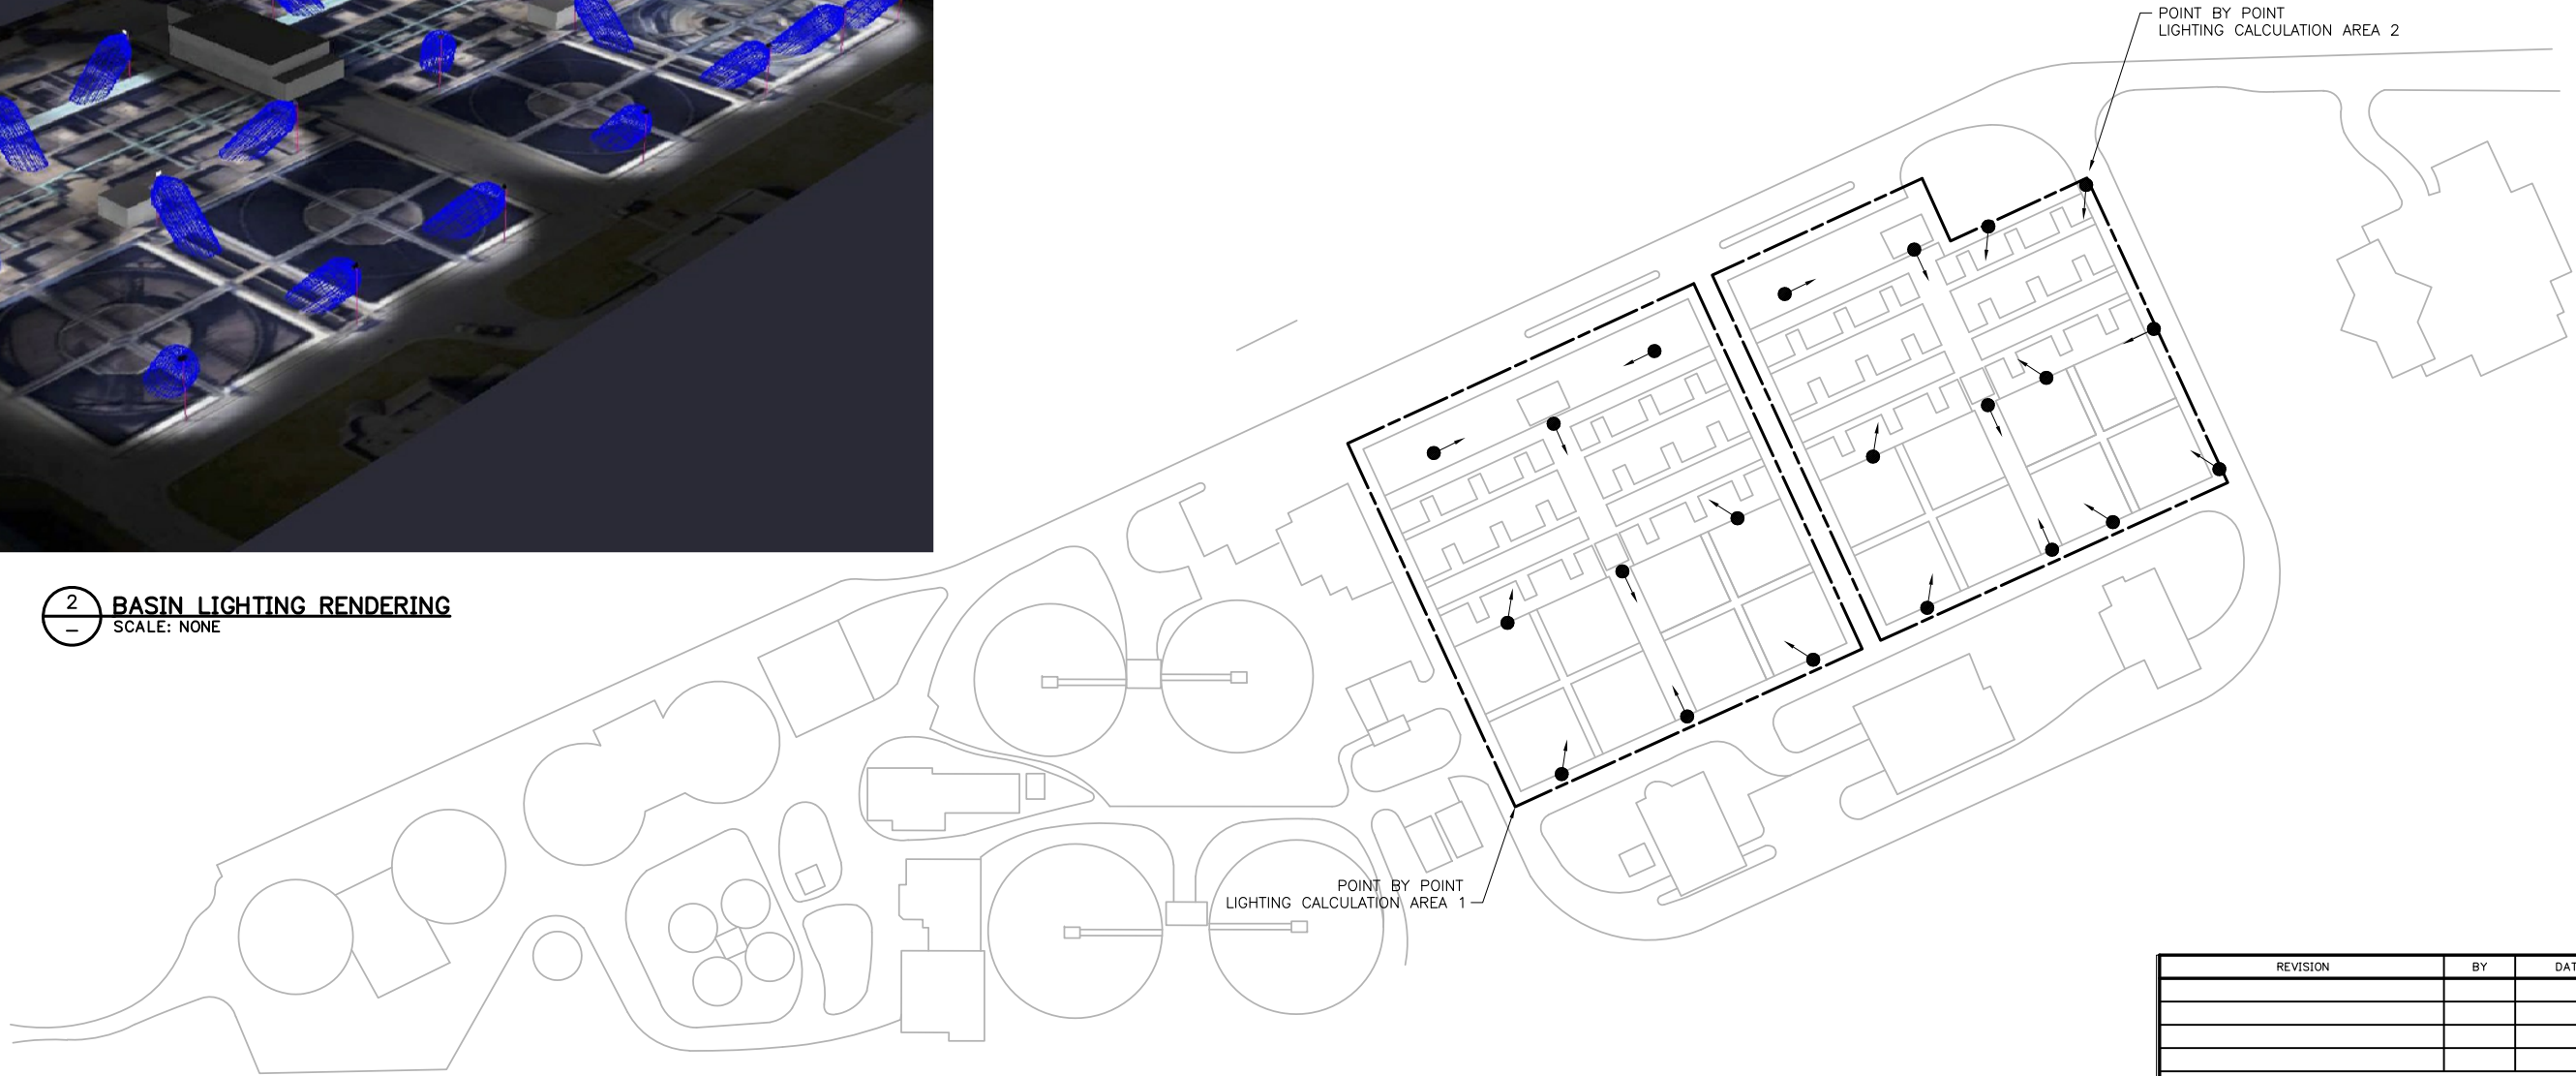 POINT BY POINT
LIGHTING CALCULATION AREA 2
2
–
BASIN LIGHTING RENDERING
SCALE: NONE
POINT BY POINT
LIGHTING CALCULATION AREA 1
REVISION BY DAT